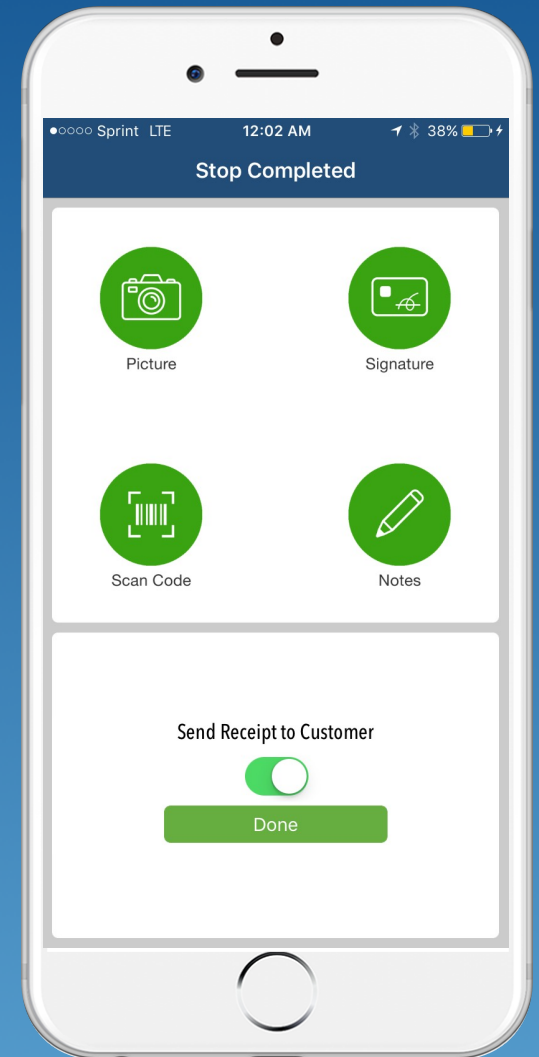 Sprint LTE 12:02 AM 38%
Stop Completed
Picture Signature
Scan Code Notes
Send Receipt to Customer
Done